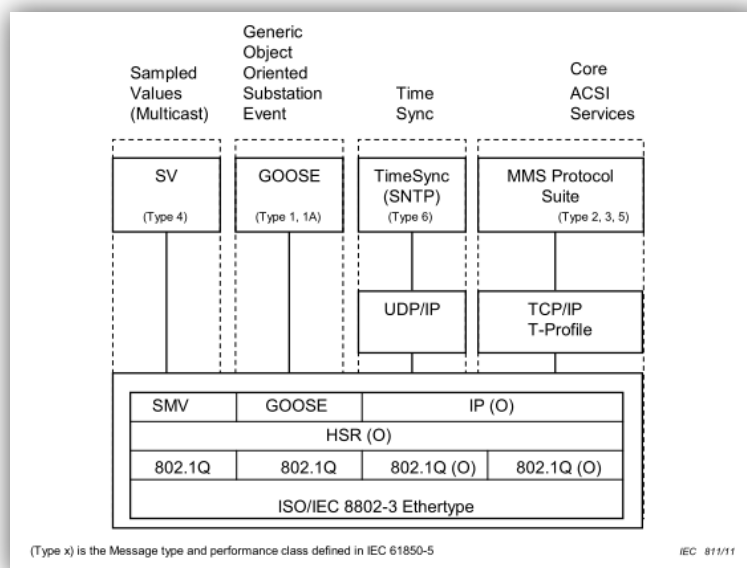 Sampled
Values
(Multicast)
Generic
Object
Oriented
Substation
Event
Time
Sync
Core
ACSI
Services
SV
(Type 4)
GOOSE
(Type 1, 1A)
TimeSync
(SNTP)
(Type 6)
MMS Protocol
Suite
(Type 2, 3, 5)
UDP/IP
TCP/IP
T-Profile
SMV GOOSE IP (O)
HSR (O)
802.1Q 802.1Q 802.1Q (O) 802.1Q (O)
ISO/IEC 8802-3 Ethertype
(Type x) is the Message type and performance class defined in IEC 61850-5
IEC 811/11